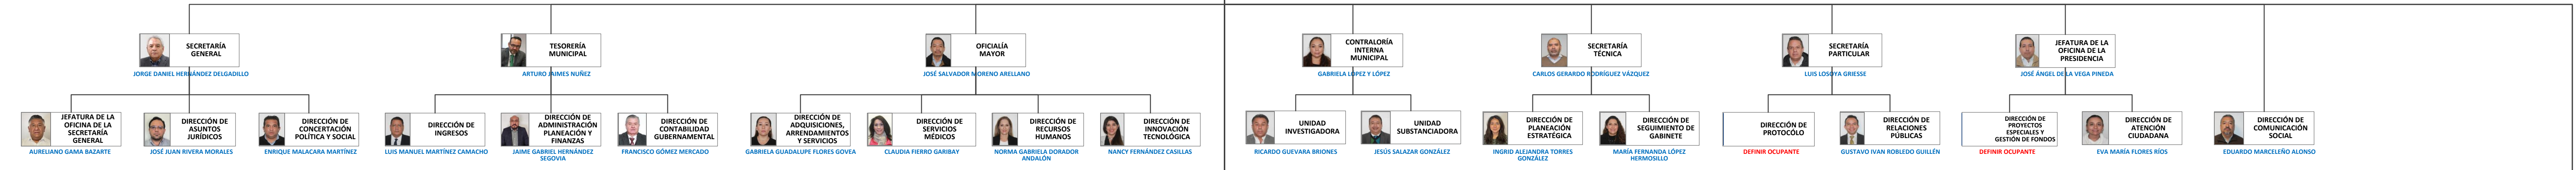 SECRETARÍA
GENERAL
JORGE DANIEL HERNÁNDEZ DELGADILLO
TESORERÍA
MUNICIPAL
ARTURO JAIMES NUÑEZ
OFICIALÍA
MAYOR
JOSÉ SALVADOR MORENO ARELLANO
CONTRALORÍA
INTERNA
MUNICIPAL
GABRIELA LÓPEZ Y LÓPEZ
SECRETARÍA
TÉCNICA
CARLOS GERARDO RODRÍGUEZ VÁZQUEZ
SECRETARÍA
PARTICULAR
LUIS LOSOYA GRIESSE
JEFATURA DE LA
OFICINA DE LA
PRESIDENCIA
JOSÉ ÁNGEL DE LA VEGA PINEDA
JEFATURA DE LA
OFICINA DE LA
SECRETARÍA
GENERAL
AURELIANO GAMA BAZARTE
DIRECCIÓN DE
ASUNTOS
JURÍDICOS
JOSÉ JUAN RIVERA MORALES
DIRECCIÓN DE
CONCERTACIÓN
POLÍTICA Y SOCIAL
ENRIQUE MALACARA MARTÍNEZ
DIRECCIÓN DE
INGRESOS
LUIS MANUEL MARTÍNEZ CAMACHO
DIRECCIÓN DE
ADMINISTRACIÓN
PLANEACIÓN Y
FINANZAS
JAIME GABRIEL HERNÁNDEZ
SEGOVIA
DIRECCIÓN DE
CONTABILIDAD
GUBERNAMENTAL
FRANCISCO GÓMEZ MERCADO
DIRECCIÓN DE
ADQUISICIONES,
ARRENDAMIENTOS
Y SERVICIOS
GABRIELA GUADALUPE FLORES GOVEA
DIRECCIÓN DE
SERVICIOS
MÉDICOS
CLAUDIA FIERRO GARIBAY
DIRECCIÓN DE
RECURSOS
HUMANOS
NORMA GABRIELA DORADOR
ANDALÓN
DIRECCIÓN DE
INNOVACIÓN
TECNOLÓGICA
NANCY FERNÁNDEZ CASILLAS
UNIDAD
INVESTIGADORA
RICARDO GUEVARA BRIONES
UNIDAD
SUBSTANCIADORA
JESÚS SALAZAR GONZÁLEZ
DIRECCIÓN DE
PLANEACIÓN
ESTRATÉGICA
INGRID ALEJANDRA TORRES
GONZÁLEZ
DIRECCIÓN DE
SEGUIMIENTO DE
GABINETE
MARÍA FERNANDA LÓPEZ
HERMOSILLO
DIRECCIÓN DE
PROTOCÓLO
DEFINIR OCUPANTE
DIRECCIÓN DE
RELACIONES
PÚBLICAS
GUSTAVO IVAN ROBLEDO GUILLÉN
DIRECCIÓN DE
PROYECTOS
ESPECIALES Y
GESTIÓN DE FONDOS
DEFINIR OCUPANTE
DIRECCIÓN DE
ATENCIÓN
CIUDADANA
EVA MARÍA FLORES RÍOS
DIRECCIÓN DE
COMUNICACIÓN
SOCIAL
EDUARDO MARCELEÑO ALONSO